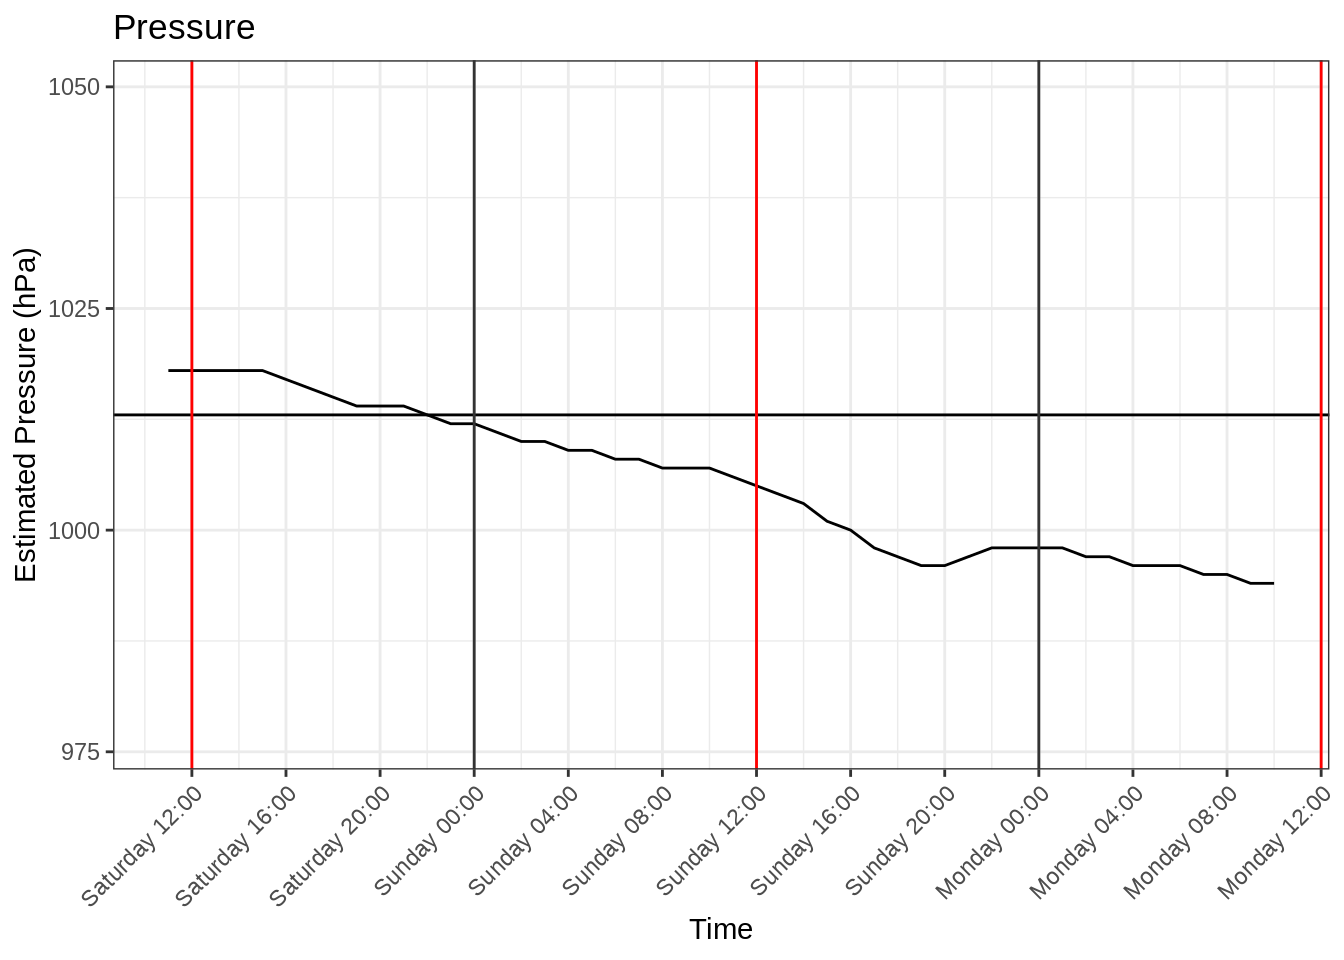 Pressure
Estimated Pressure (hPa)
1050
1025
1000
975
Saturday 12:00
Saturday 16:00
Saturday 20:00
Sunday 00:00
Sunday 04:00
Sunday 08:00
Sunday 12:00
Sunday 16:00
Sunday 20:00
Monday 00:00
Monday 04:00
Monday 08:00
Monday 12:00
Time